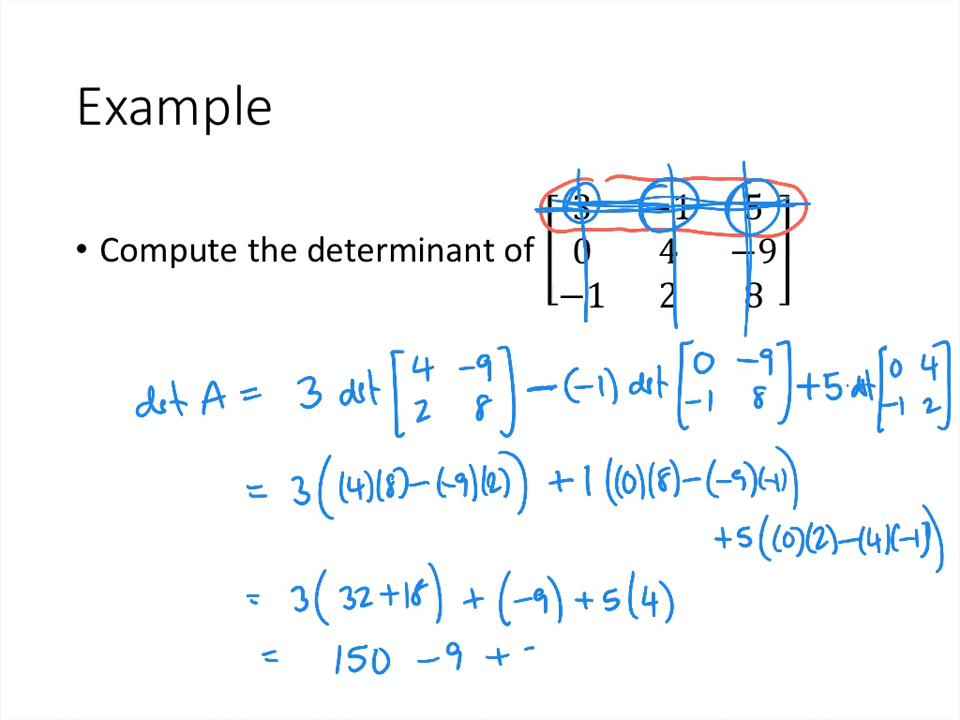 Example
• Compute the determinant of [3 −1 5
0 4 −9
−1 2 8]
det A = 3 det [4 -9; 2 8] - (-1) det [0 -9; -1 8] + 5·det [0 4; -1 2]
= 3((4)(8) - (-9)(2)) + 1((0)(8) - (-9)(-1))
+5((0)(2) - (4)(-1))
= 3(32+18) + (-9) + 5(4)
= 150 - 9 +